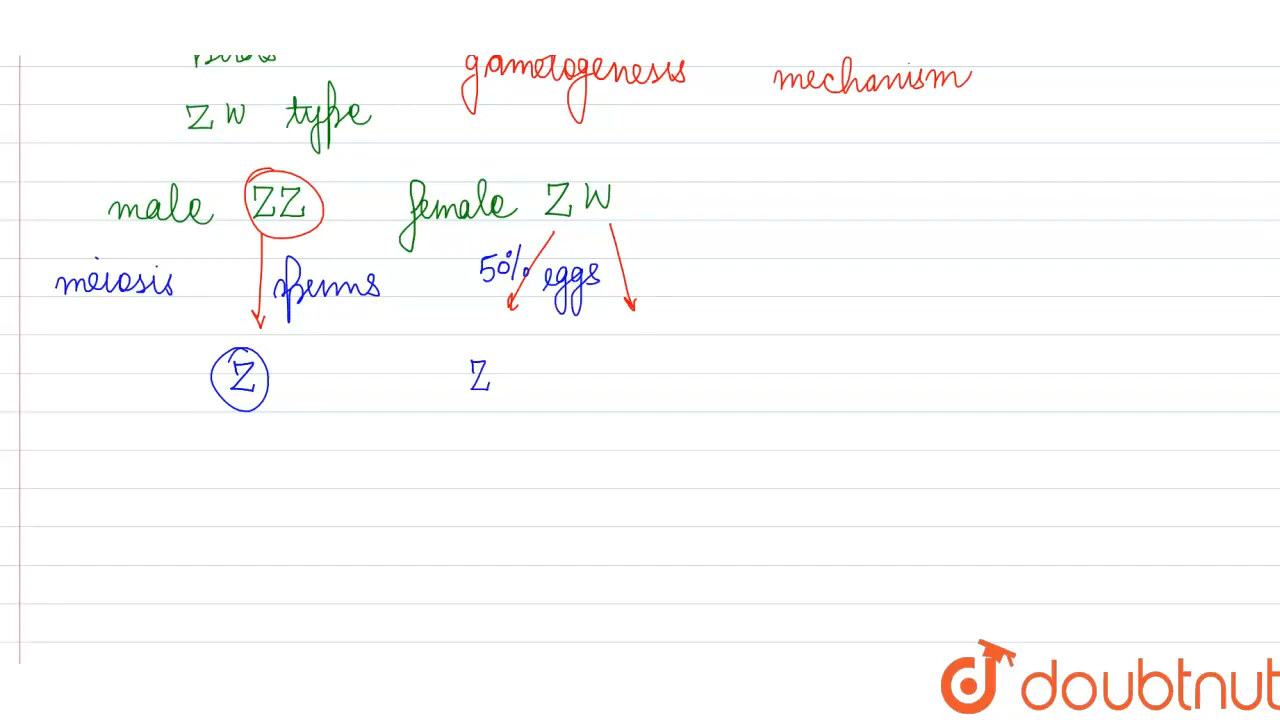 gametogenesis mechanism
ZW type
male ZZ female ZW
meiosis sperms 50% eggs
Z Z
doubtnut